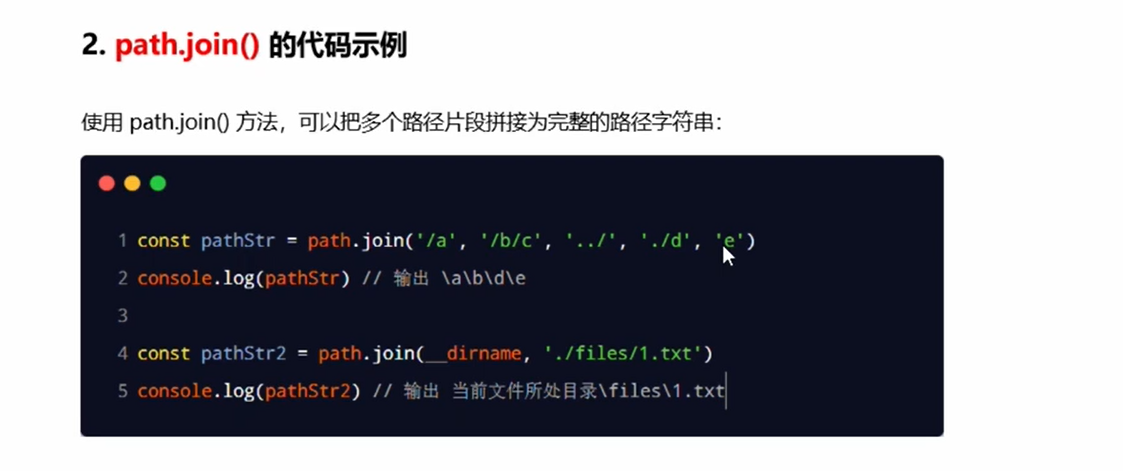 2. path.join() 的代码示例
使用 path.join() 方法，可以把多个路径片段拼接为完整的路径字符串：
1 const pathStr = path.join('/a', '/b/c', '../', './d', 'e')
2 console.log(pathStr) // 输出 \a\b\d\e
3
4 const pathStr2 = path.join(__dirname, './files/1.txt')
5 console.log(pathStr2) // 输出 当前文件所处目录\files\1.txt